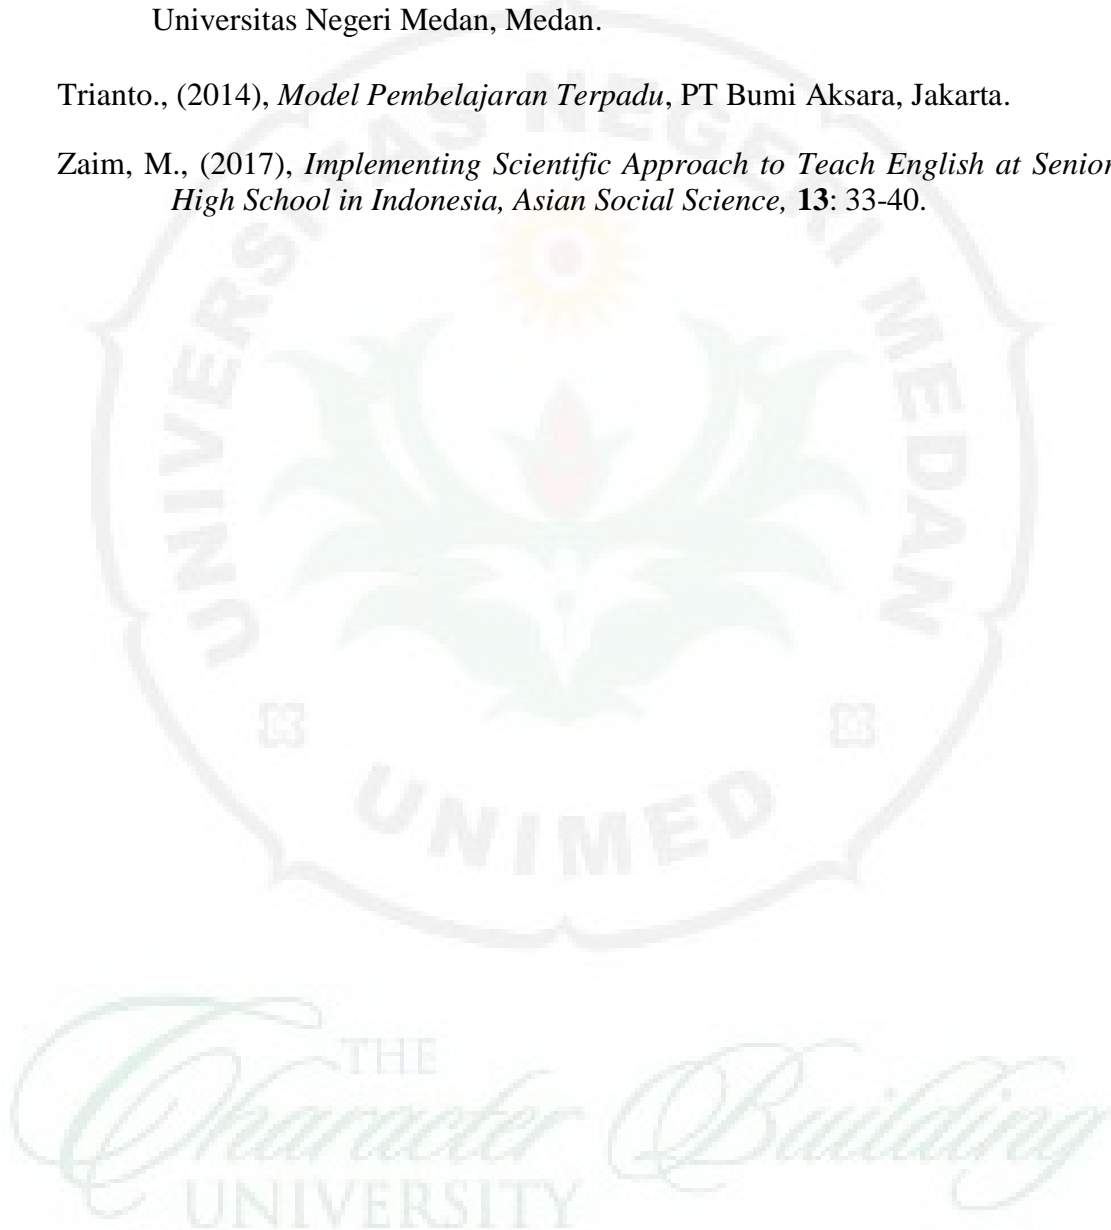 Universitas Negeri Medan, Medan.
Trianto., (2014), Model Pembelajaran Terpadu, PT Bumi Aksara, Jakarta.
Zaim, M., (2017), Implementing Scientific Approach to Teach English at Senior
High School in Indonesia, Asian Social Science, 13: 33-40.
UNIVERSITAS NEGERI MEDAN
UNIMED
THE
Character Building
UNIVERSITY